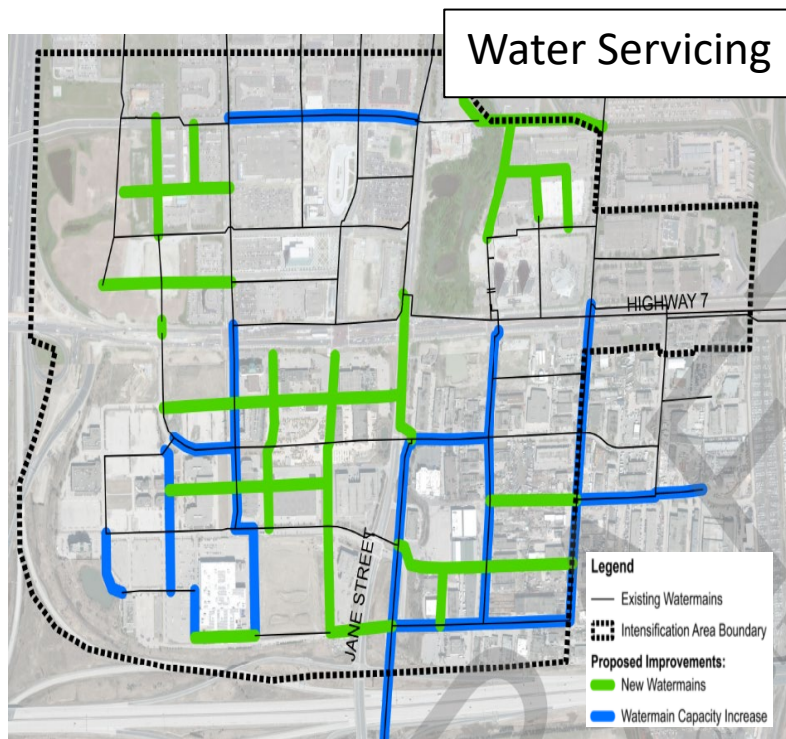 Water Servicing
HIGHWAY 7
JANE STREET
Legend
Existing Watermains
Intensification Area Boundary
Proposed Improvements:
New Watermains
Watermain Capacity Increase